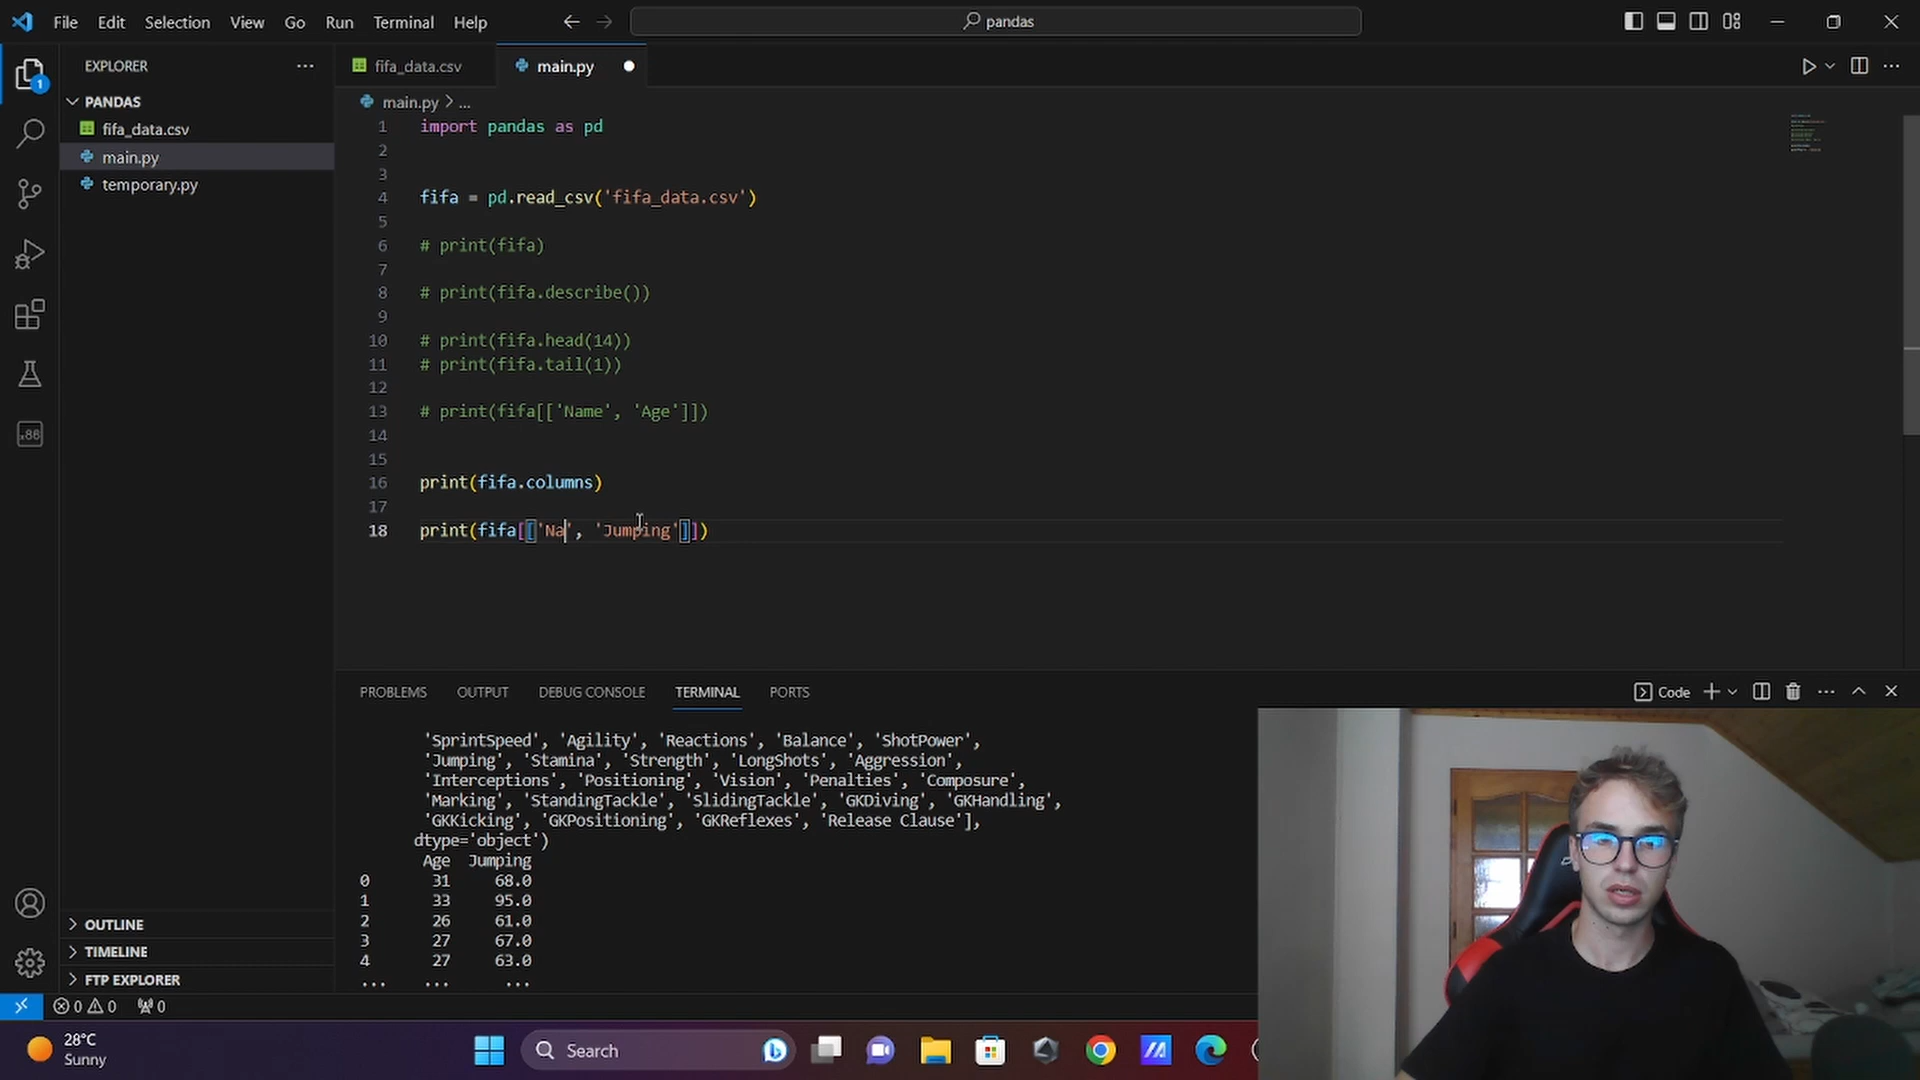 File Edit Selection View Go Run Terminal Help
pandas
EXPLORER
PANDAS
fifa_data.csv
main.py
temporary.py
OUTLINE
TIMELINE
FTP EXPLORER
1
.88
fifa_data.csv
main.py
main.py > ...
1 import pandas as pd
2
3
4 fifa = pd.read_csv('fifa_data.csv')
5
6 # print(fifa)
7
8 # print(fifa.describe())
9
10 # print(fifa.head(14))
11 # print(fifa.tail(1))
12
13 # print(fifa[['Name', 'Age']])
14
15
16 print(fifa.columns)
17
18 print(fifa[['Na', 'Jumping']])
PROBLEMS OUTPUT DEBUG CONSOLE TERMINAL PORTS
Code
'SprintSpeed', 'Agility', 'Reactions', 'Balance', 'ShotPower',
'Jumping', 'Stamina', 'Strength', 'LongShots', 'Aggression',
'Interceptions', 'Positioning', 'Vision', 'Penalties', 'Composure',
'Marking', 'StandingTackle', 'SlidingTackle', 'GKDiving', 'GKHandling',
'GKKicking', 'GKPositioning', 'GKReflexes', 'Release Clause'],
dtype='object')
Age Jumping
0 31 68.0
1 33 95.0
2 26 61.0
3 27 67.0
4 27 63.0
... ... ...
0 0 0
28°C
Sunny
Search